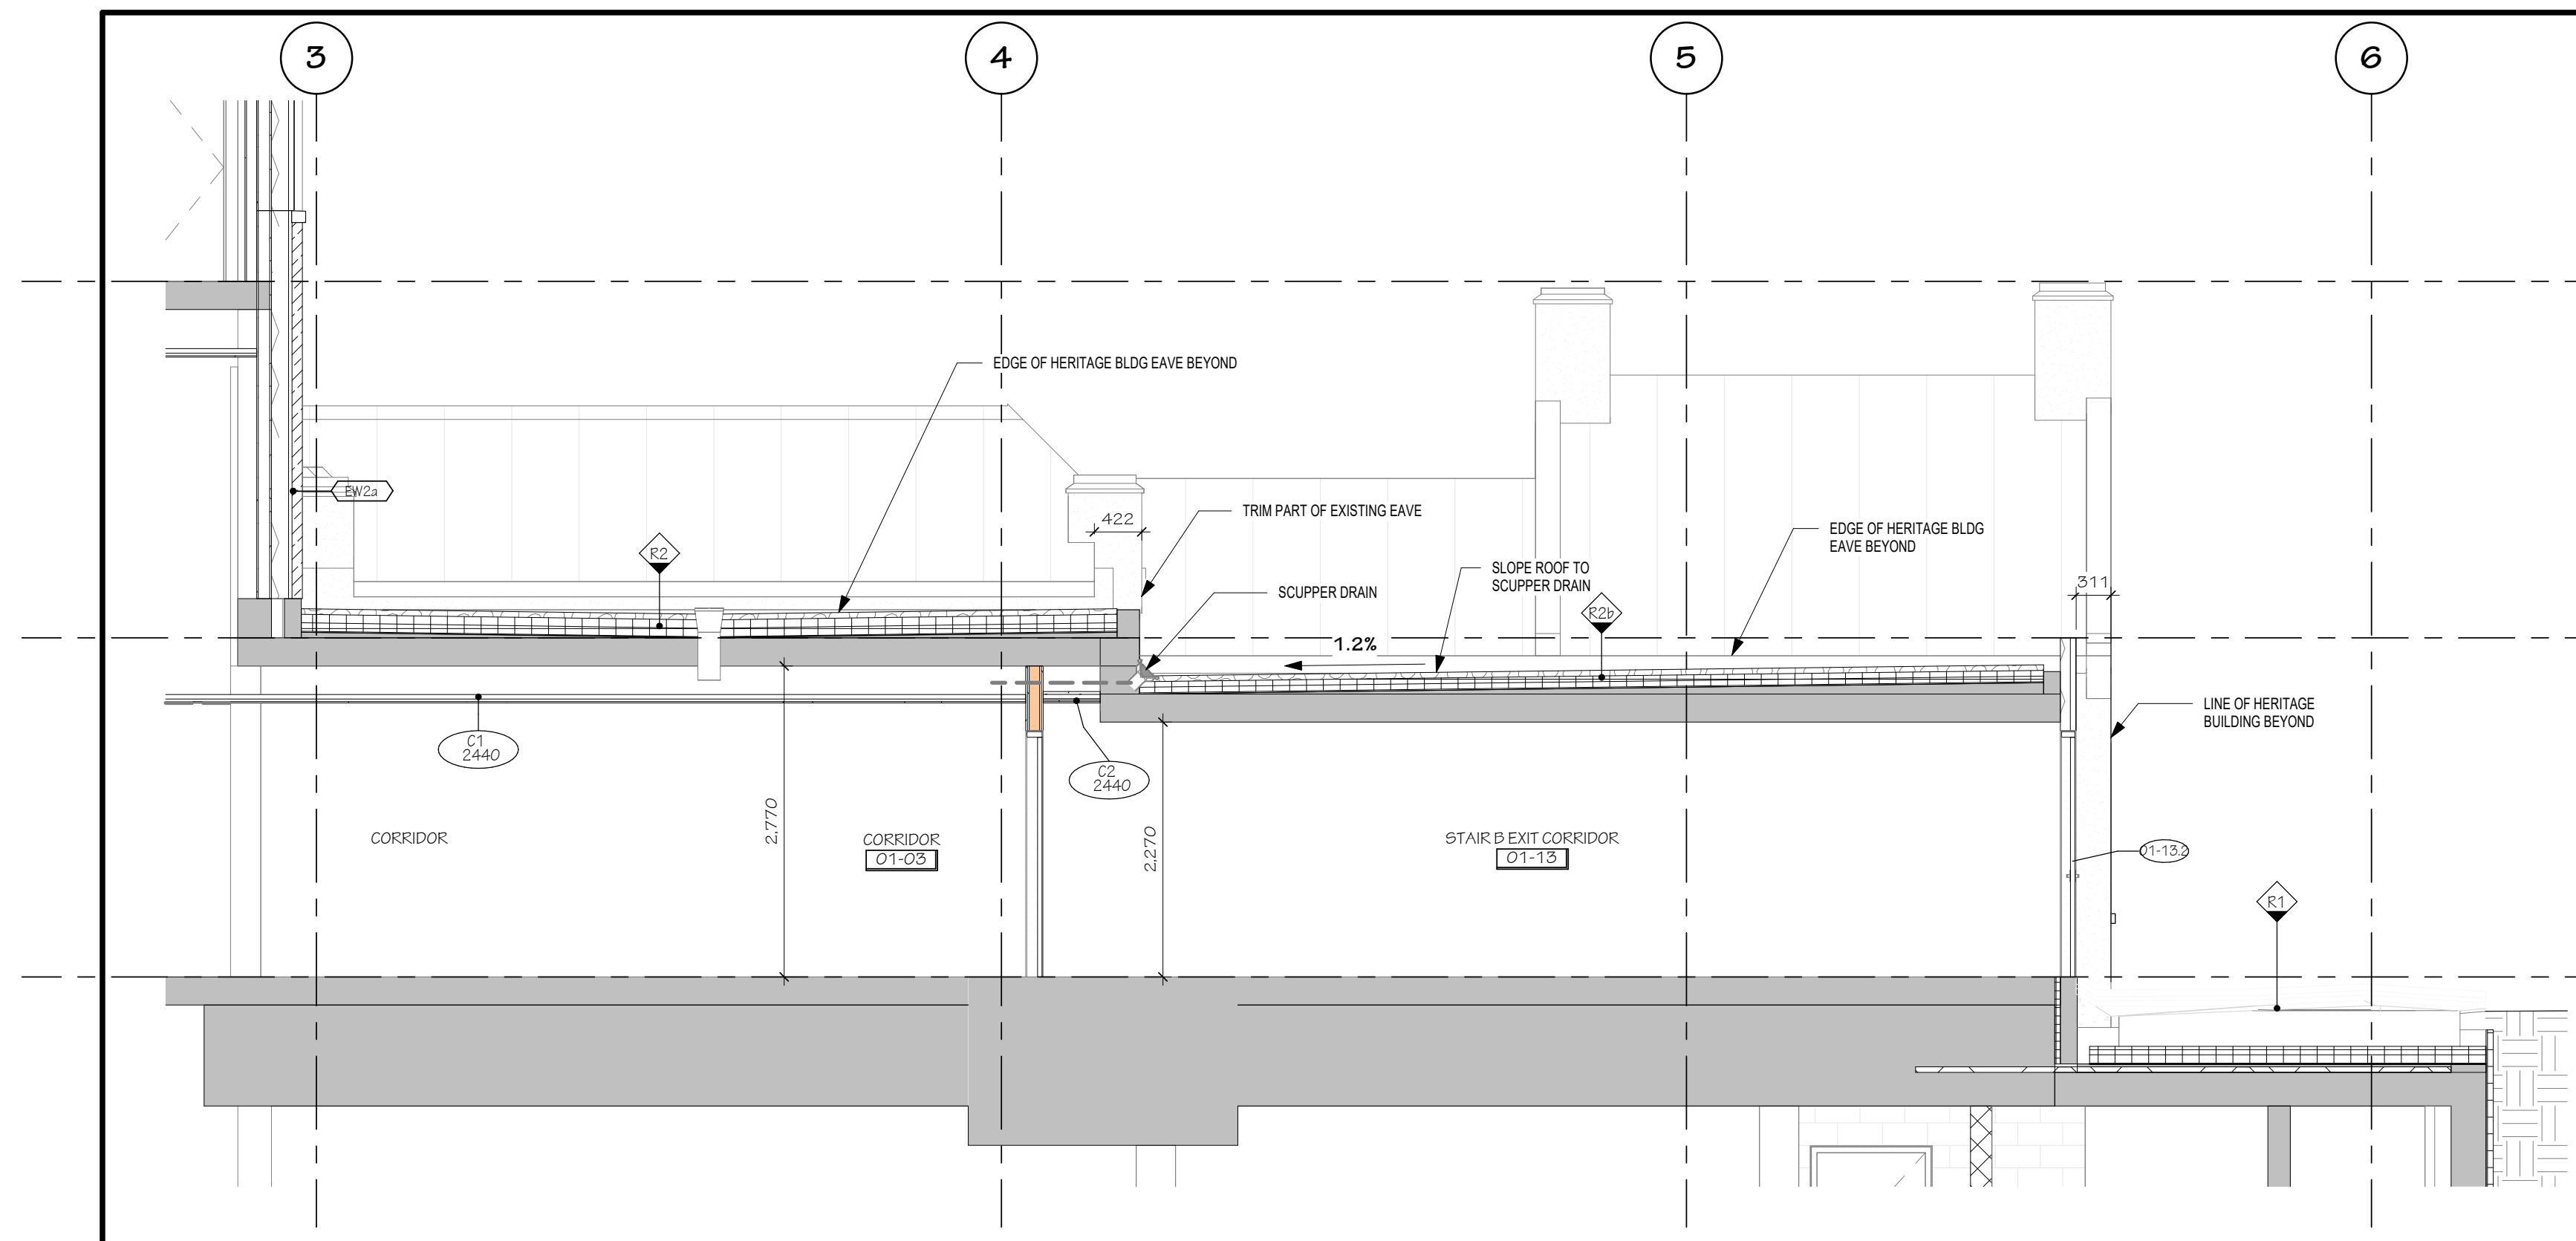 3
4
5
6
EDGE OF HERITAGE BLDG EAVE BEYOND
EW2a
422
TRIM PART OF EXISTING EAVE
EDGE OF HERITAGE BLDG
EAVE BEYOND
R2
SLOPE ROOF TO
SCUPPER DRAIN
SCUPPER DRAIN
311
R2b
1.2%
LINE OF HERITAGE
BUILDING BEYOND
C1
2440
C2
2440
2,770
2,270
CORRIDOR
CORRIDOR
01-03
STAIR B EXIT CORRIDOR
01-13
01-13.2
R1